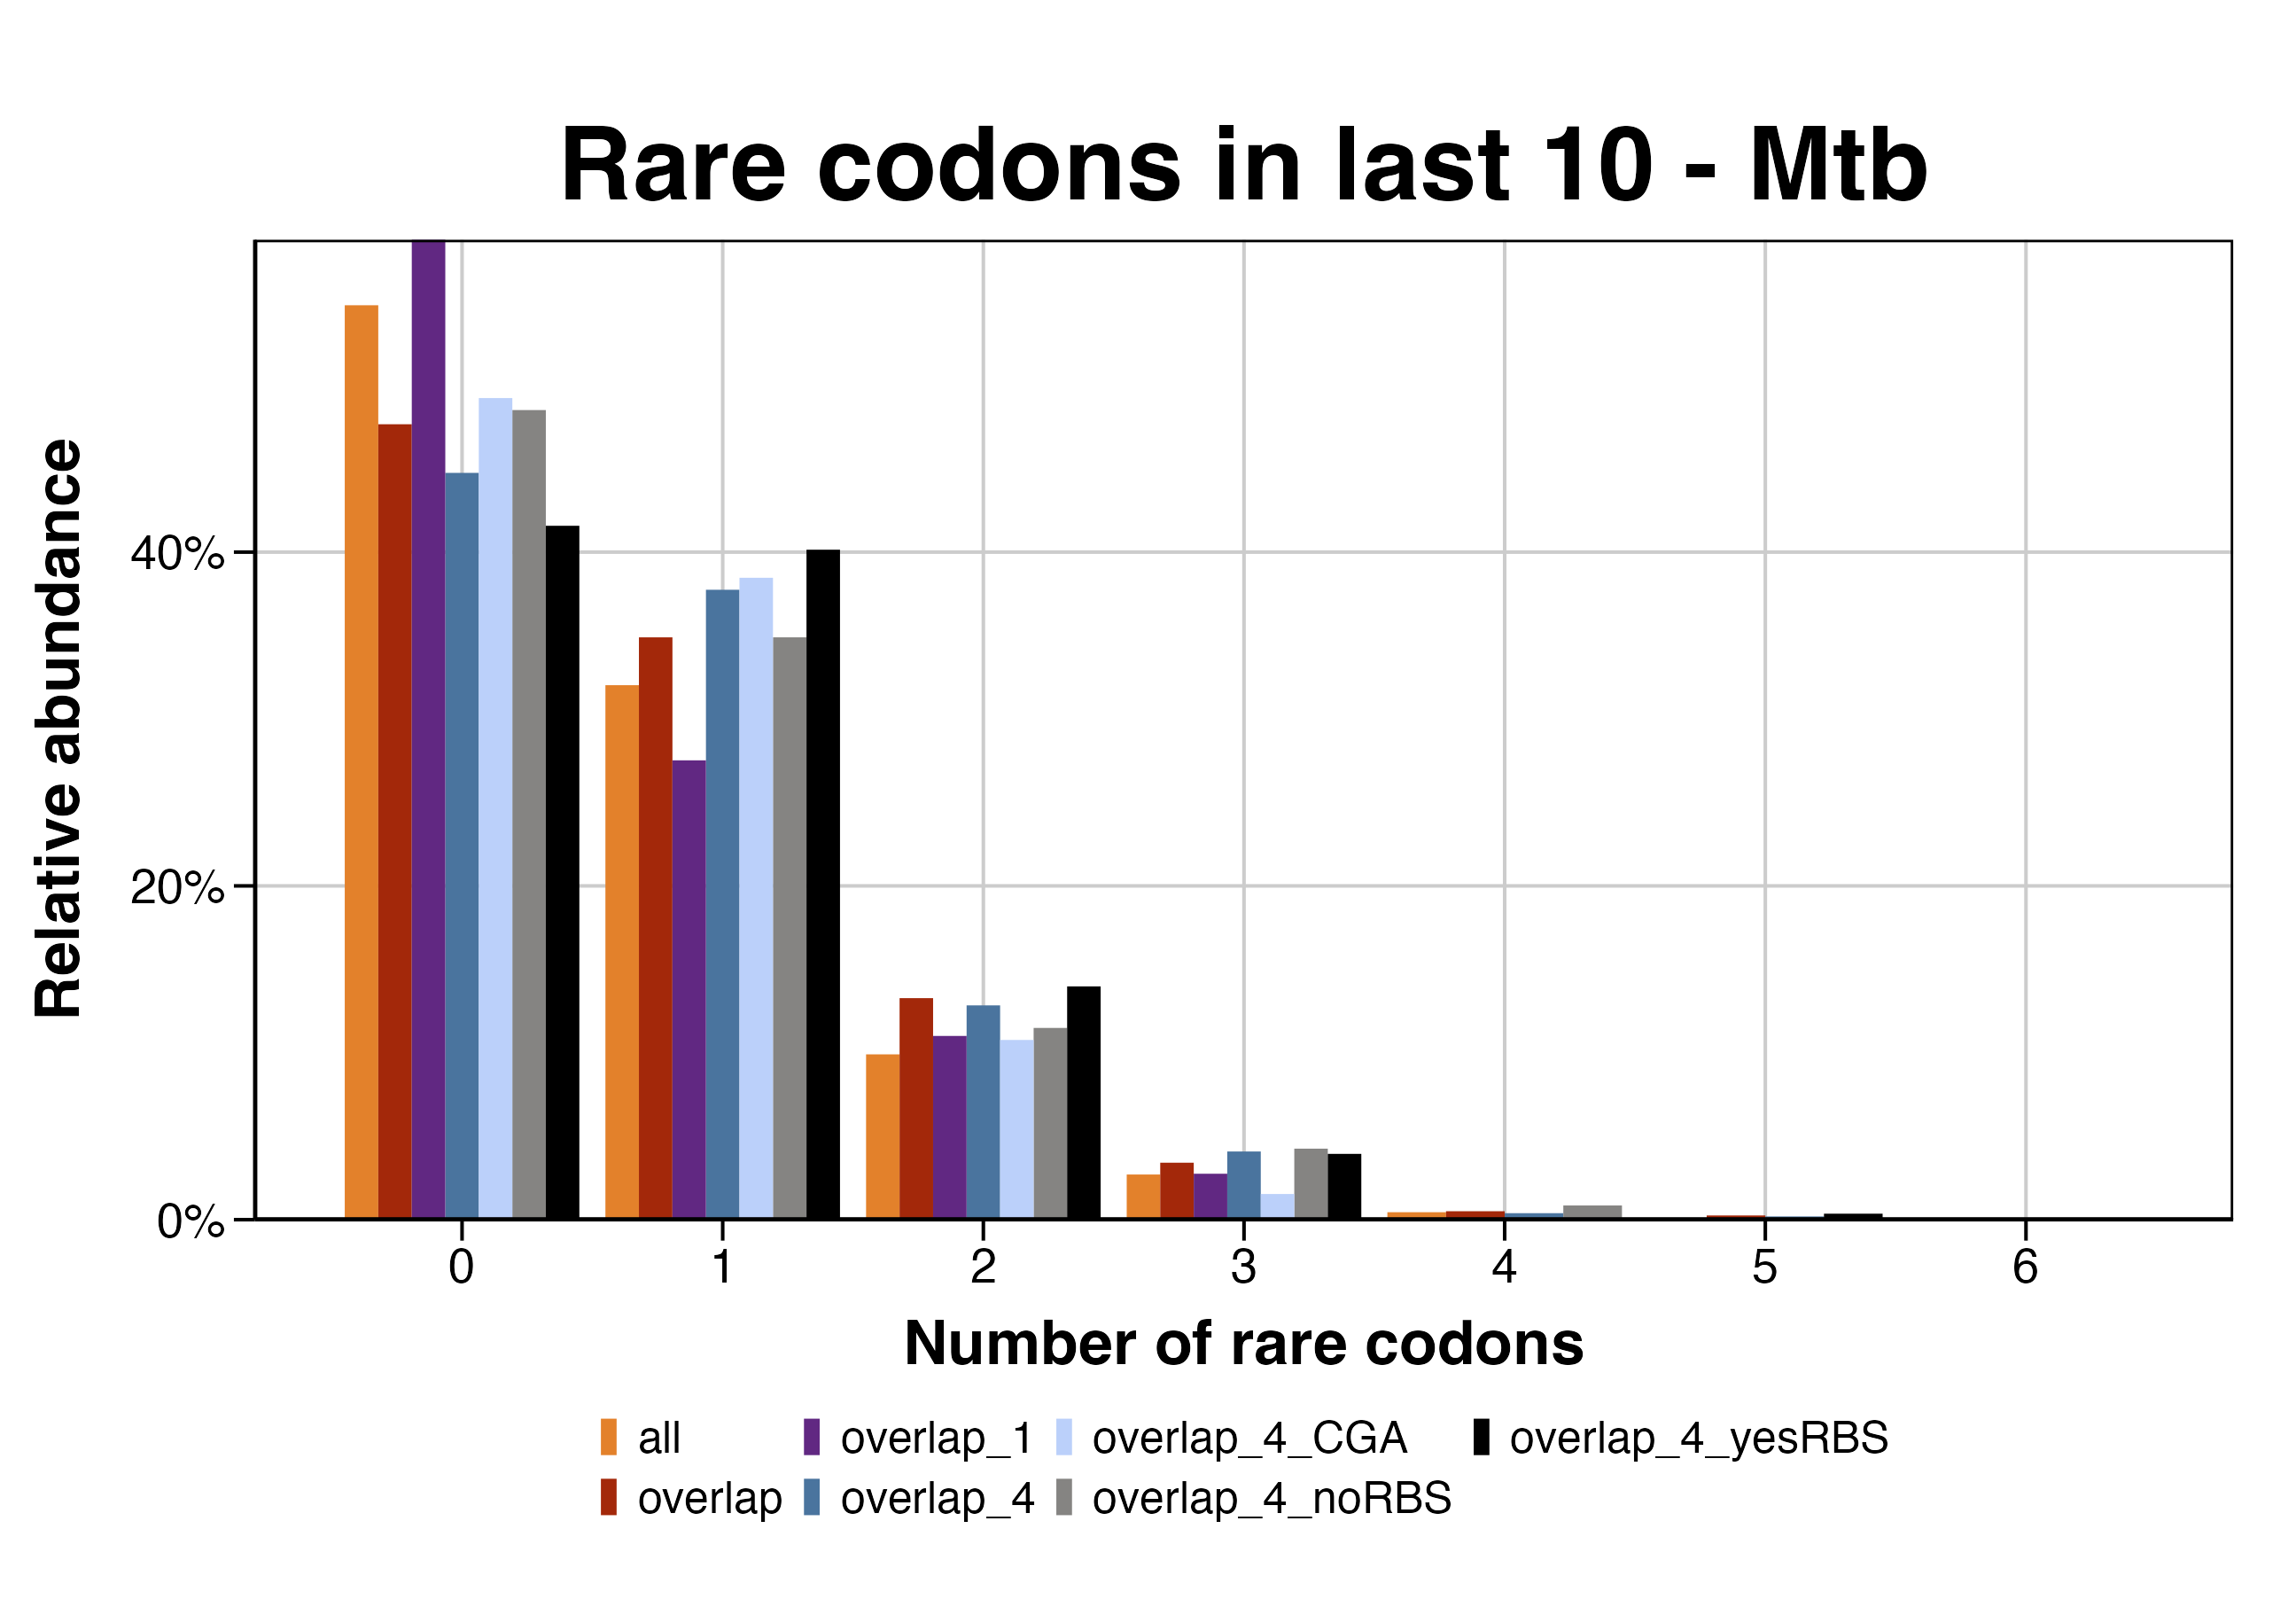 Rare codons in last 10 - Mtb
Relative abundance
40%
20%
0%
0 1 2 3 4 5 6
Number of rare codons
all overlap_1 overlap_4_CGA overlap_4_yesRBS
overlap overlap_4 overlap_4_noRBS